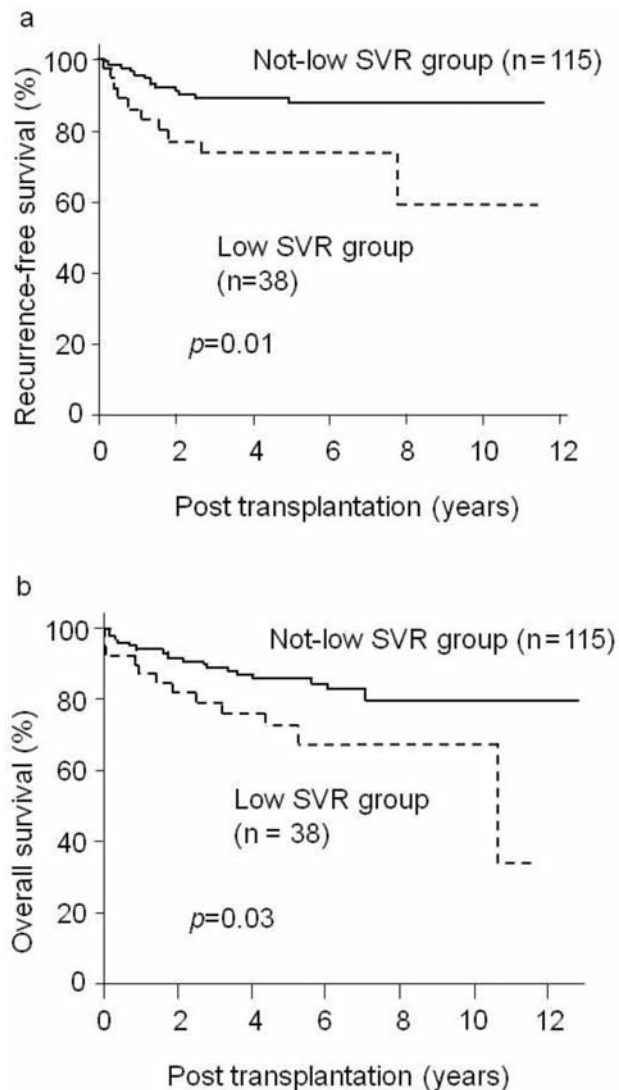 a
Recurrence-free survival (%)
100
80
60
40
20
0
Not-low SVR group (n=115)
Low SVR group
(n=38)
p=0.01
0 2 4 6 8 10 12
Post transplantation (years)
b
Overall survival (%)
100
80
60
40
20
0
Not-low SVR group (n=115)
Low SVR group
(n = 38)
p=0.03
0 2 4 6 8 10 12
Post transplantation (years)